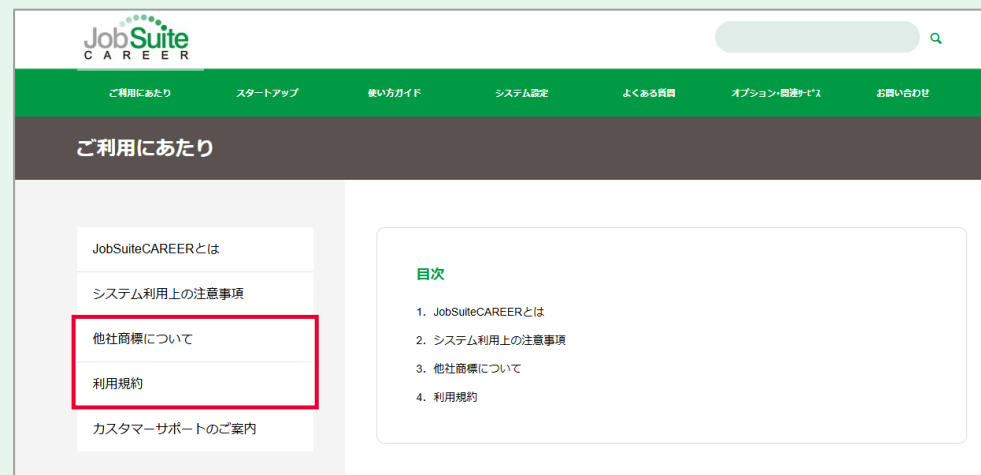 JobSuite
CAREER
ご利用にあたり
スタートアップ
使い方ガイド
システム設定
よくある質問
オプション・関連ｻｰﾋﾞｽ
お問い合わせ
ご利用にあたり
JobSuiteCAREERとは
システム利用上の注意事項
他社商標について
利用規約
カスタマーサポートのご案内
目次
1. JobSuiteCAREERとは
2. システム利用上の注意事項
3. 他社商標について
4. 利用規約